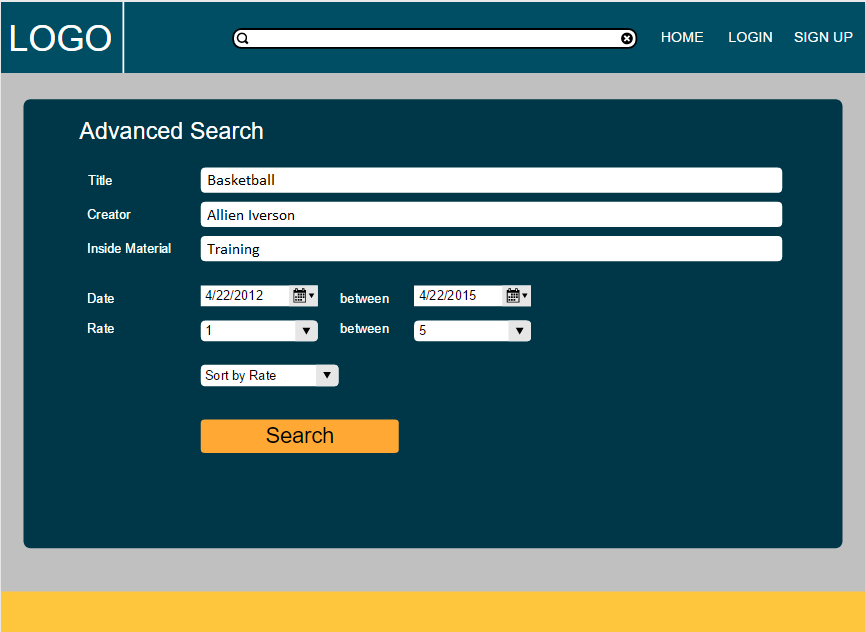 LOGO HOME LOGIN SIGN UP
Advanced Search
Title Basketball
Creator Allien Iverson
Inside Material Training
Date 4/22/2012 between 4/22/2015
Rate 1 between 5
Sort by Rate
Search